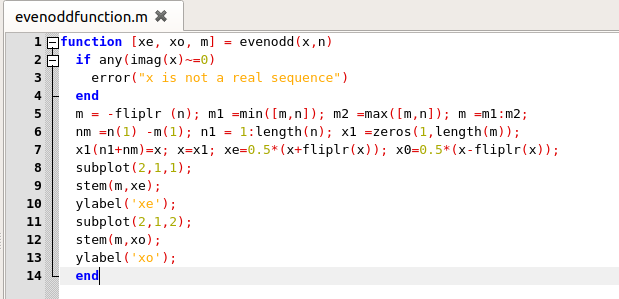 evenoddfunction.m
1 function [xe, xo, m] = evenodd(x,n)
2 if any(imag(x)~=0)
3 error("x is not a real sequence")
4 end
5 m = -fliplr (n); m1 =min([m,n]); m2 =max([m,n]); m =m1:m2;
6 nm =n(1) -m(1); n1 = 1:length(n); x1 =zeros(1,length(m));
7 x1(n1+nm)=x; x=x1; xe=0.5*(x+fliplr(x)); x0=0.5*(x-fliplr(x));
8 subplot(2,1,1);
9 stem(m,xe);
10 ylabel('xe');
11 subplot(2,1,2);
12 stem(m,xo);
13 ylabel('xo');
14 end